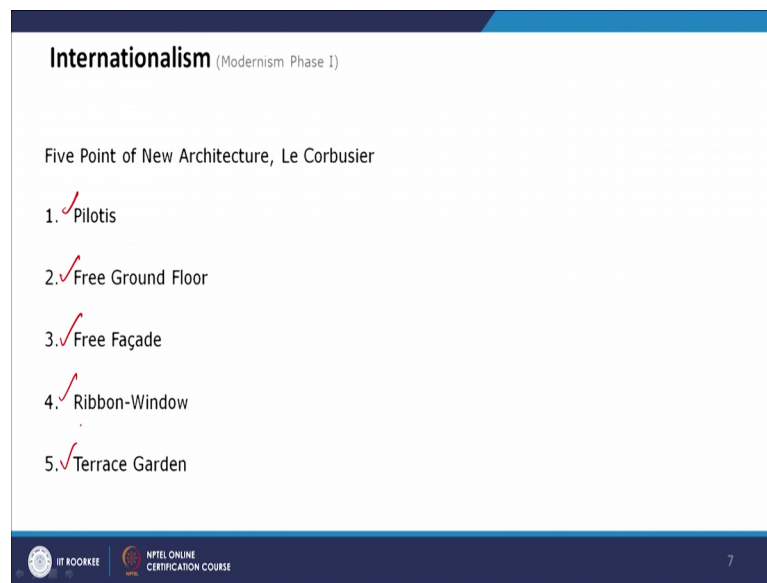 Internationalism (Modernism Phase I)
Five Point of New Architecture, Le Corbusier
1. Pilotis
2. Free Ground Floor
3. Free Façade
4. Ribbon-Window
5. Terrace Garden
IIT ROORKEE
NPTEL ONLINE
CERTIFICATION COURSE
7